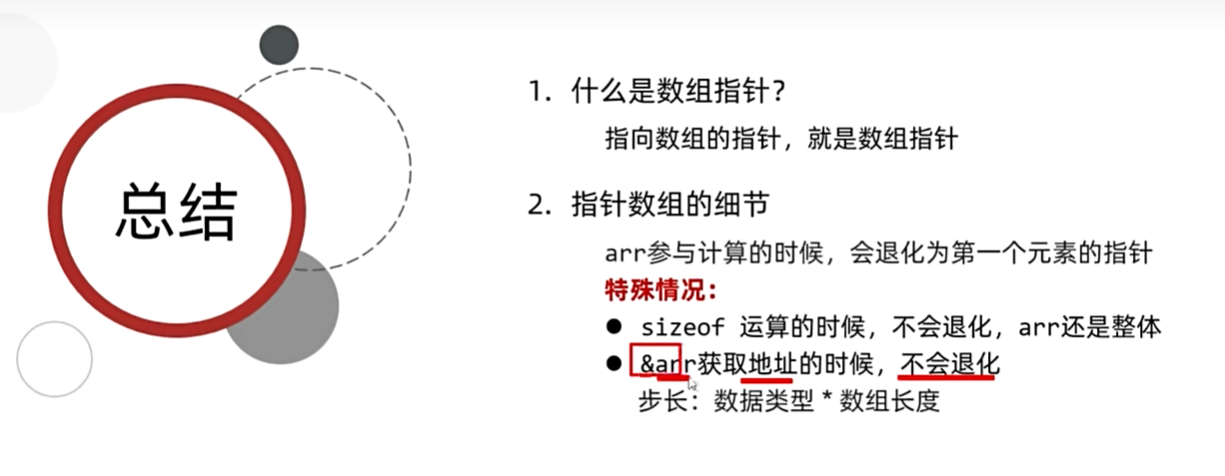 总结
1. 什么是数组指针?
指向数组的指针，就是数组指针
2. 指针数组的细节
arr参与计算的时候，会退化为第一个元素的指针
特殊情况：
● sizeof 运算的时候，不会退化，arr还是整体
● &arr获取地址的时候，不会退化
步长：数据类型 * 数组长度